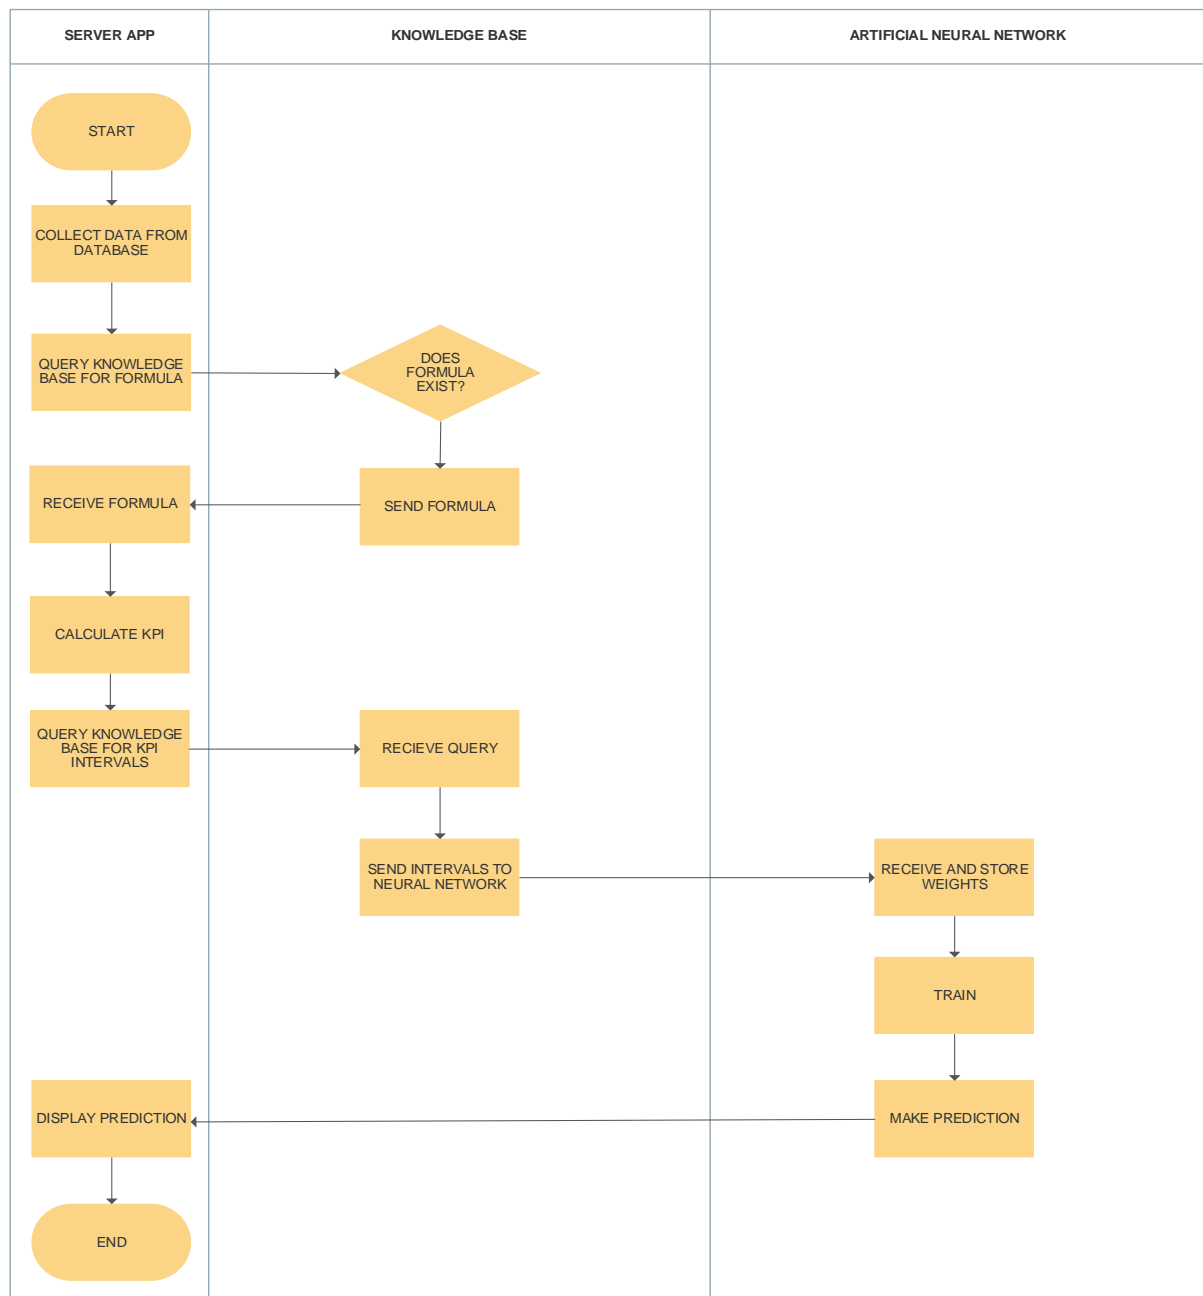 SERVER APP
KNOWLEDGE BASE
ARTIFICIAL NEURAL NETWORK
START
COLLECT DATA FROM
DATABASE
QUERY KNOWLEDGE
BASE FOR FORMULA
DOES
FORMULA
EXIST?
RECEIVE FORMULA
SEND FORMULA
CALCULATE KPI
QUERY KNOWLEDGE
BASE FOR KPI
INTERVALS
RECIEVE QUERY
SEND INTERVALS TO
NEURAL NETWORK
RECEIVE AND STORE
WEIGHTS
TRAIN
DISPLAY PREDICTION
MAKE PREDICTION
END